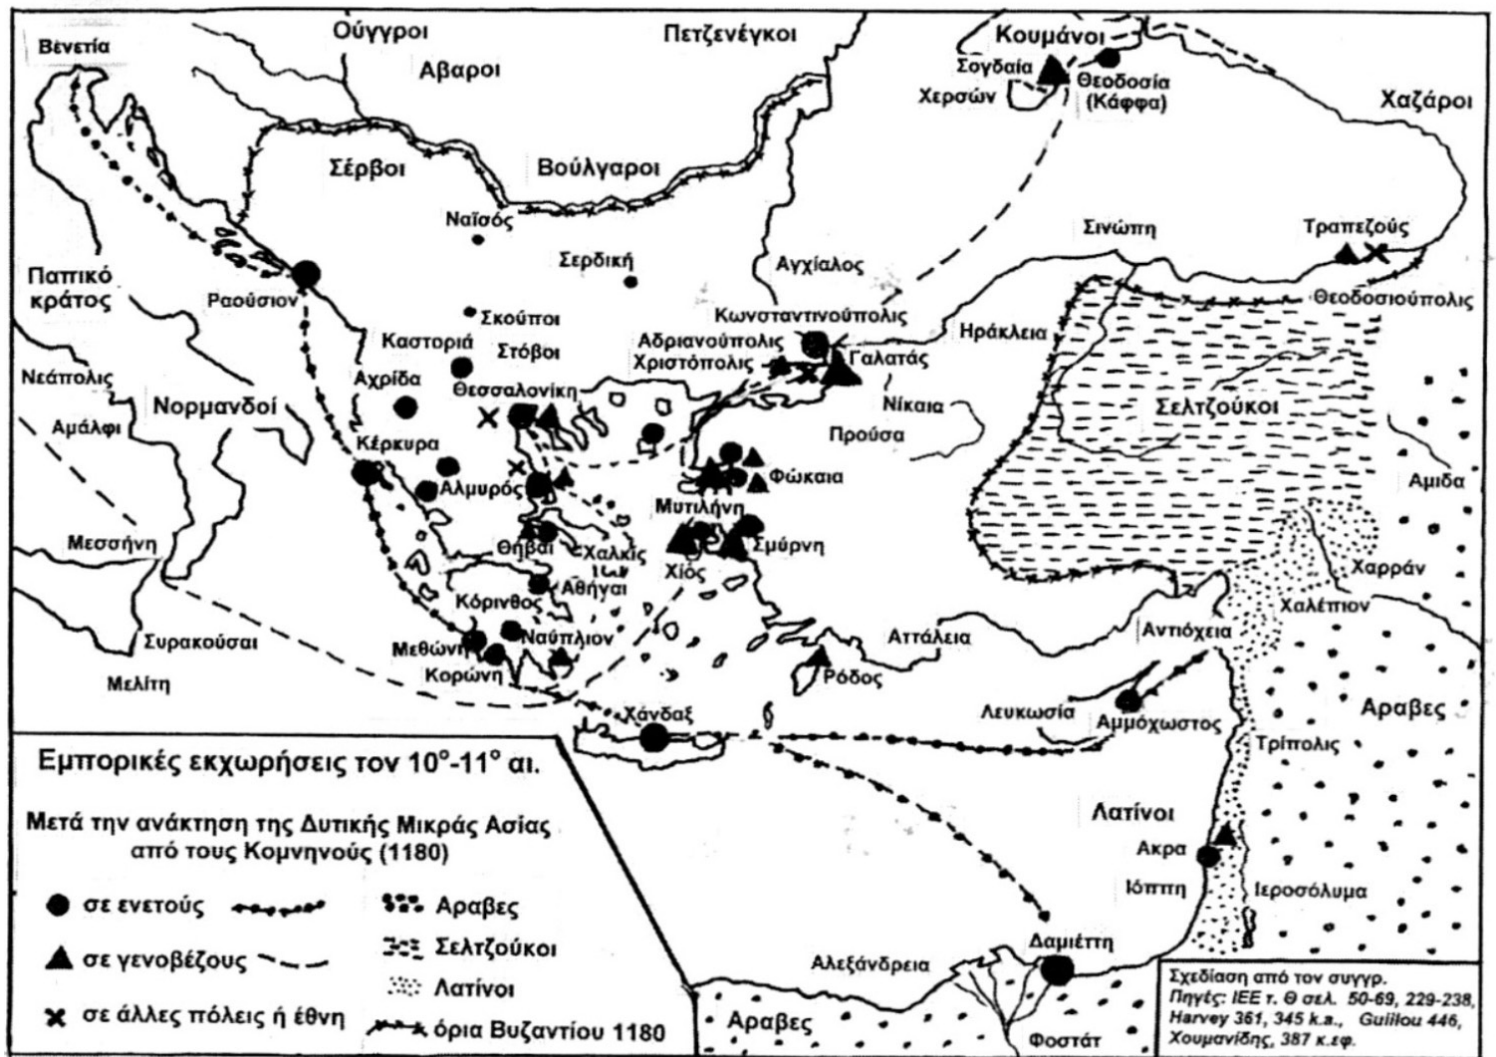 Βενετία
Ούγγροι
Αβαροι
Πετζενέγκοι
Κουμάνοι
Σογδαία
Θεοδοσία
(Κάφφα)
Χερσών
Χαζάροι
Σέρβοι
Βούλγαροι
Ναϊσός
Σερδική
Σινώπη
Τραπεζούς
Παπικό
κράτος
Ραούσιον
Αγχίαλος
Θεοδοσιούπολις
Σκούποι
Κωνσταντινούπολις
Ηράκλεια
Καστοριά
Στόβοι
Αδριανούπολις
Χριστόπολις
Γαλατάς
Νεάπολις
Αχρίδα
Θεσσαλονίκη
Νίκαια
Σελτζούκοι
Νορμανδοί
Αμάλφι
Κέρκυρα
Προύσα
Αλμυρός
Φώκαια
Αμιδα
Μυτιλήνη
Μεσσήνη
Θήβαι
Χαλκίς
Σμύρνη
Χίος
Χαρράν
Κόρινθος
Αθήναι
Χαλέπιον
Συρακούσαι
Μεθώνη
Ναύπλιον
Αττάλεια
Αντιόχεια
Κορώνη
Ρόδος
Μελίτη
Χάνδαξ
Λευκωσία
Αμμόχωστος
Αραβες
Τρίπολις
Λατίνοι
Ακρα
Ιόππη
Ιεροσόλυμα
Δαμιέττη
Αλεξάνδρεια
Αραβες
Φοστάτ
Εμπορικές εκχωρήσεις τον 10°-11° αι.
Μετά την ανάκτηση της Δυτικής Μικράς Ασίας
από τους Κομνηνούς (1180)
σε ενετούς
σε γενοβέζους
σε άλλες πόλεις ή έθνη
Αραβες
Σελτζούκοι
Λατίνοι
όρια Βυζαντίου 1180
Σχεδίαση από τον συγγρ.
Πηγές: ΙΕΕ τ. Θ σελ. 50-69, 229-238,
Harvey 361, 345 k.a., Guillou 446,
Χουμανίδης, 387 κ.εφ.